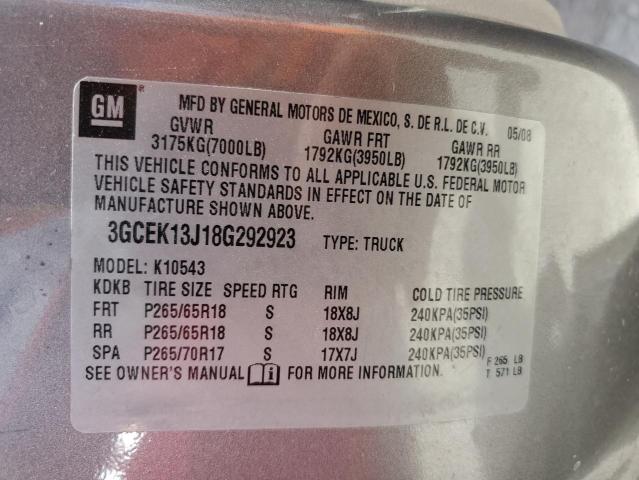 GM
MFD BY GENERAL MOTORS DE MEXICO, S. DE R.L. DE C.V. 05/08
GVWR GAWR FRT GAWR RR
3175KG(7000LB) 1792KG(3950LB) 1792KG(3950LB)
THIS VEHICLE CONFORMS TO ALL APPLICABLE U.S. FEDERAL MOTOR
VEHICLE SAFETY STANDARDS IN EFFECT ON THE DATE OF
MANUFACTURE SHOWN ABOVE.
3GCEK13J18G292923 TYPE: TRUCK
MODEL: K10543
KDKB TIRE SIZE SPEED RTG RIM COLD TIRE PRESSURE
FRT P265/65R18 S 18X8J 240KPA(35PSI)
RR P265/65R18 S 18X8J 240KPA(35PSI)
SPA P265/70R17 S 17X7J 240KPA(35PSI) F 265 LB
SEE OWNER'S MANUAL FOR MORE INFORMATION. T 571 LB